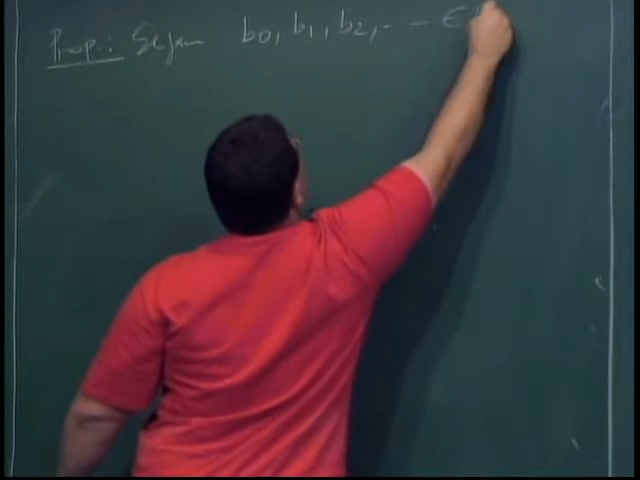 Prop.: Sejam b₀, b₁, b₂, ... ∈